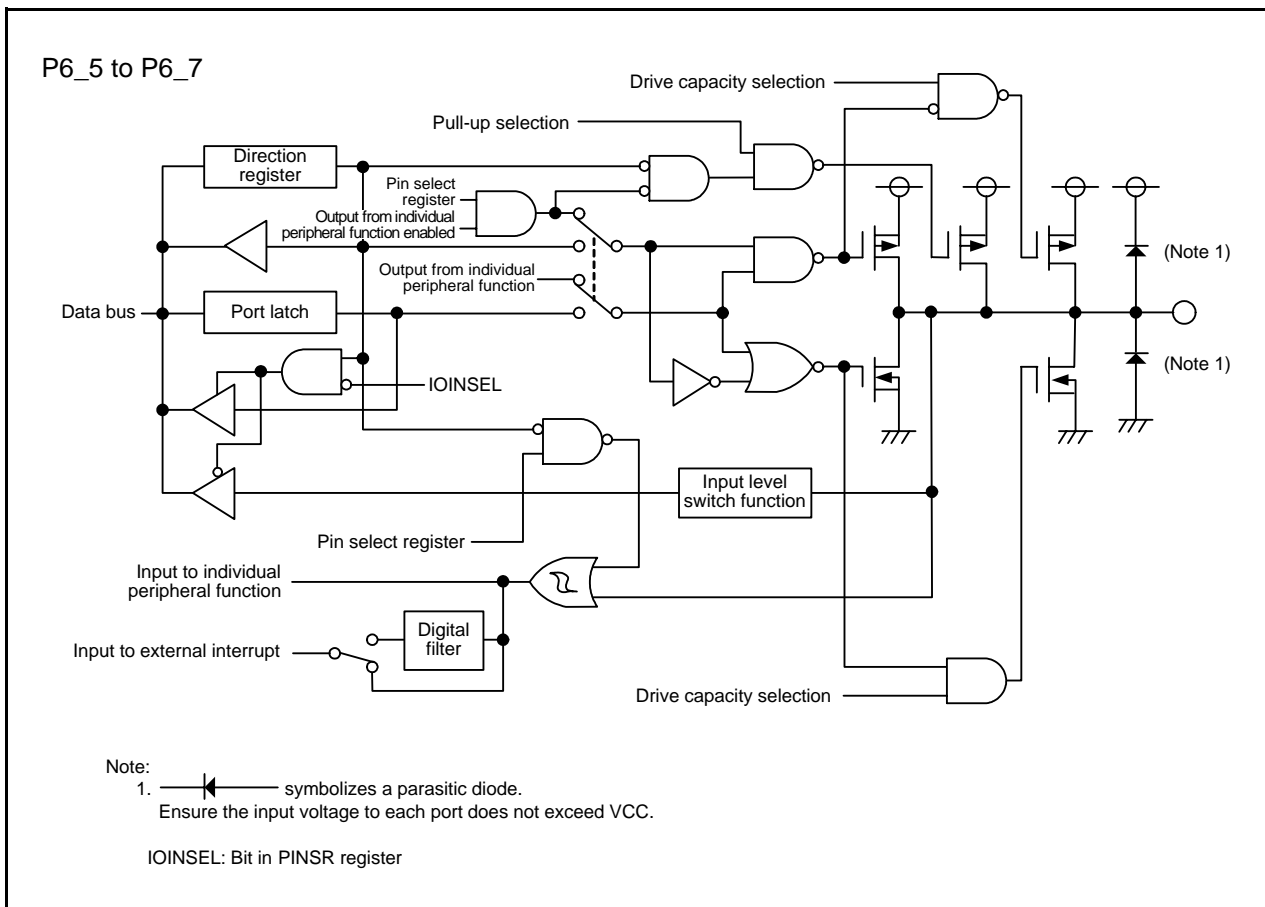 P6_5 to P6_7
Drive capacity selection
Pull-up selection
Direction
register
Pin select
register
Output from individual
peripheral function enabled
(Note 1)
Output from individual
peripheral function
Data bus
Port latch
(Note 1)
IOINSEL
Input level
switch function
Pin select register
Input to individual
peripheral function
Digital
filter
Input to external interrupt
Drive capacity selection
Note:
1. symbolizes a parasitic diode.
Ensure the input voltage to each port does not exceed VCC.
IOINSEL: Bit in PINSR register